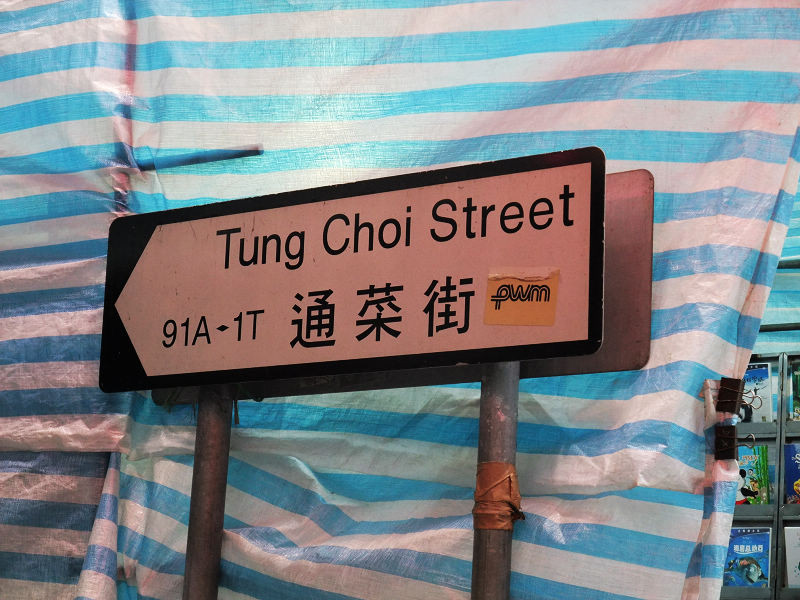 Tung Choi Street
91A-1T 通菜街
pwm